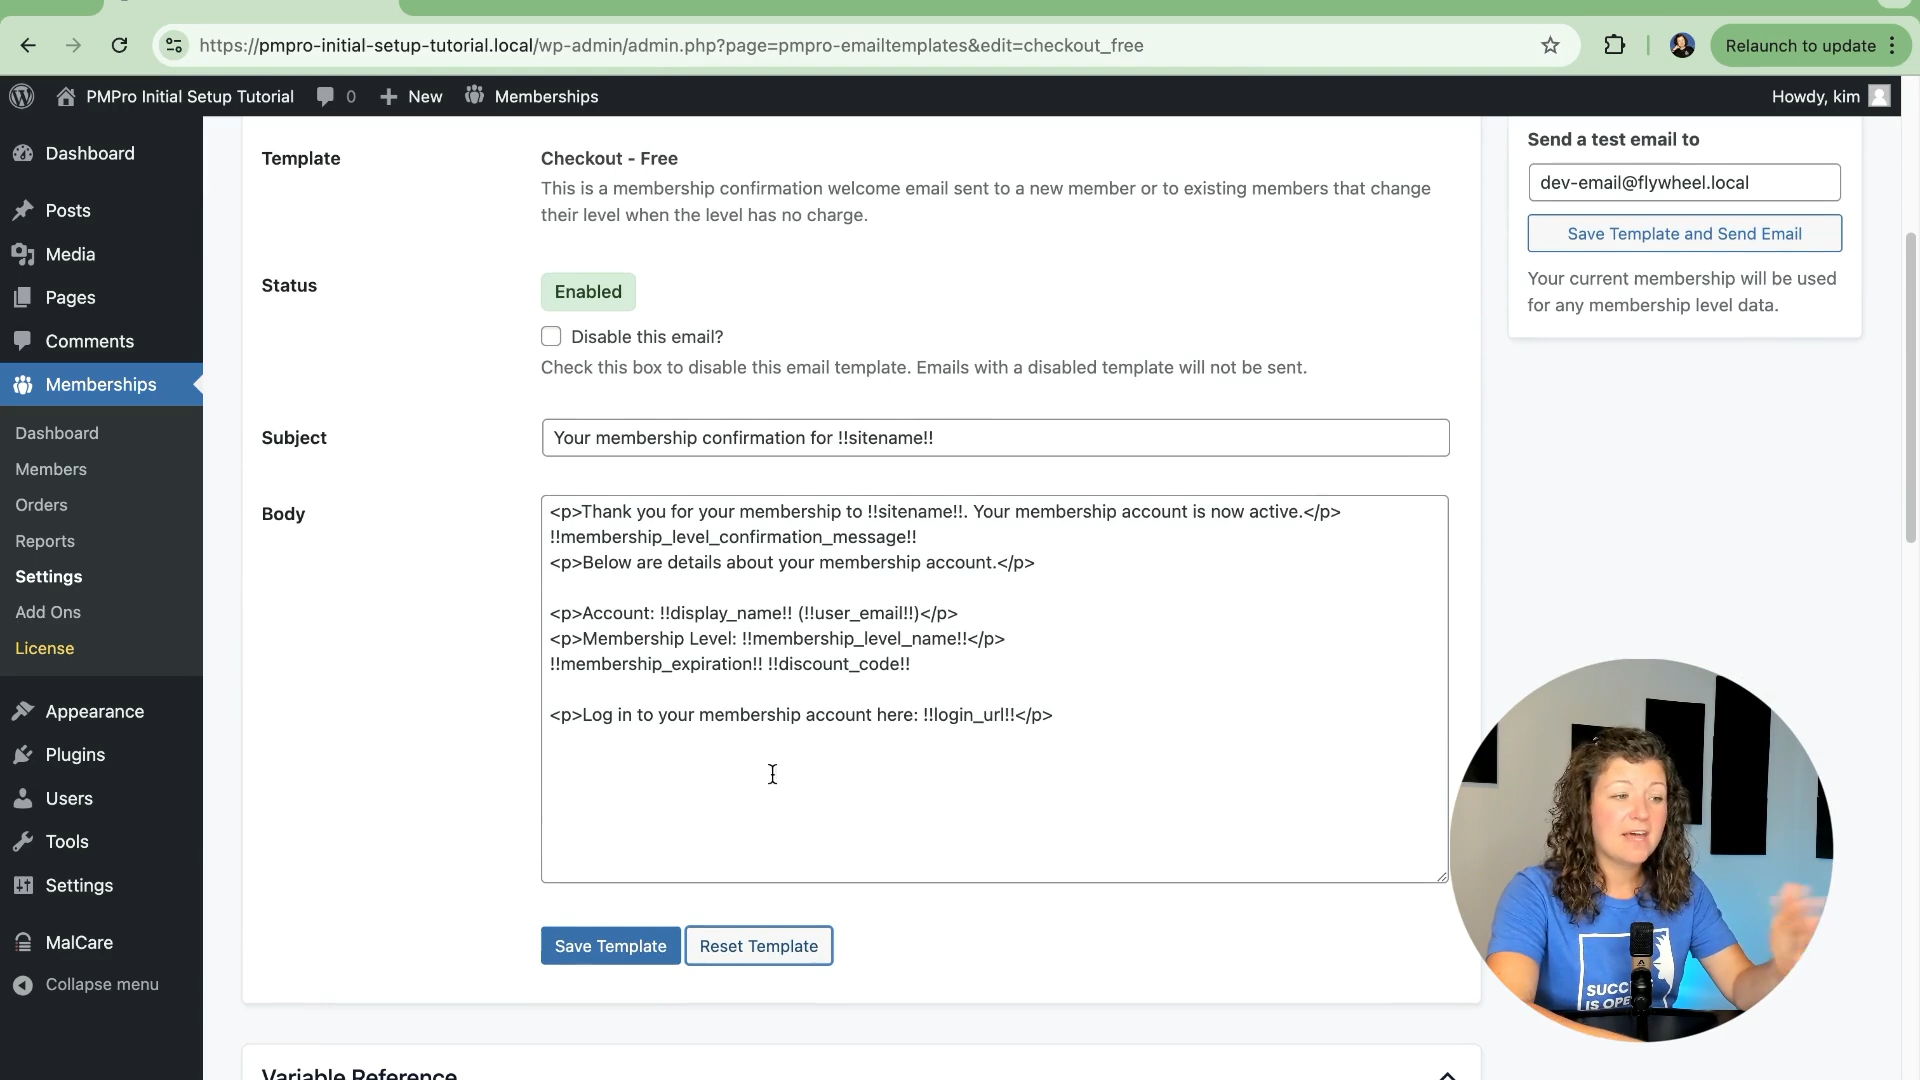 https://pmpro-initial-setup-tutorial.local/wp-admin/admin.php?page=pmpro-emailtemplates&edit=checkout_free
Relaunch to update
PMPro Initial Setup Tutorial
0
New
Memberships
Howdy, kim
Dashboard
Posts
Media
Pages
Comments
Memberships
Dashboard
Members
Orders
Reports
Settings
Add Ons
License
Appearance
Plugins
Users
Tools
Settings
MalCare
Collapse menu
Template
Checkout - Free
This is a membership confirmation welcome email sent to a new member or to existing members that change
their level when the level has no charge.
Status
Enabled
Disable this email?
Check this box to disable this email template. Emails with a disabled template will not be sent.
Subject
Your membership confirmation for !!sitename!!
Body
<p>Thank you for your membership to !!sitename!!. Your membership account is now active.</p>
!!membership_level_confirmation_message!!
<p>Below are details about your membership account.</p>
<p>Account: !!display_name!! (!!user_email!!)</p>
<p>Membership Level: !!membership_level_name!!</p>
!!membership_expiration!! !!discount_code!!
<p>Log in to your membership account here: !!login_url!!</p>
Save Template
Reset Template
Variable Reference
Send a test email to
dev-email@flywheel.local
Save Template and Send Email
Your current membership will be used
for any membership level data.
SUCC
IS OPE